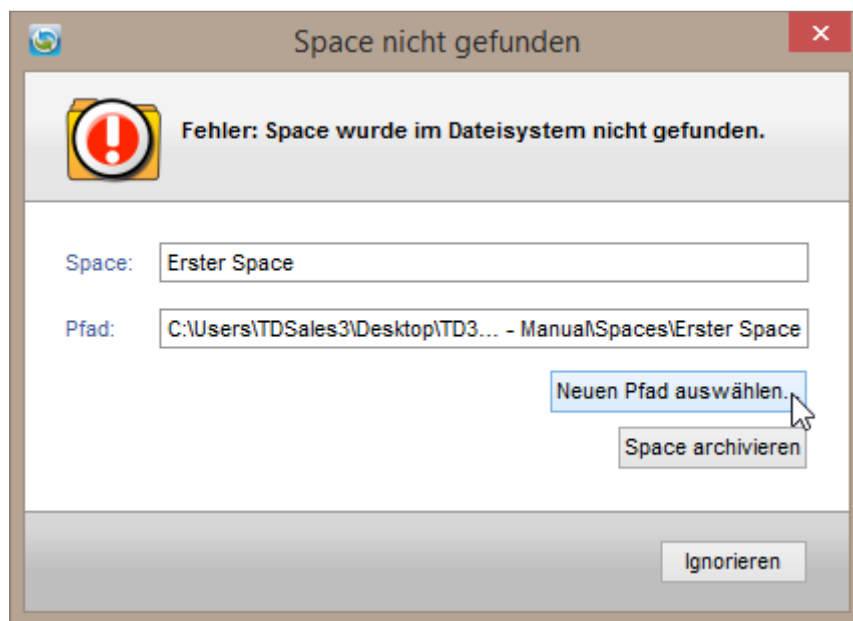 Space nicht gefunden
Fehler: Space wurde im Dateisystem nicht gefunden.
Space: Erster Space
Pfad: C:\Users\TDSales3\Desktop\TD3... - Manual\Spaces\Erster Space
Neuen Pfad auswählen...
Space archivieren
Ignorieren